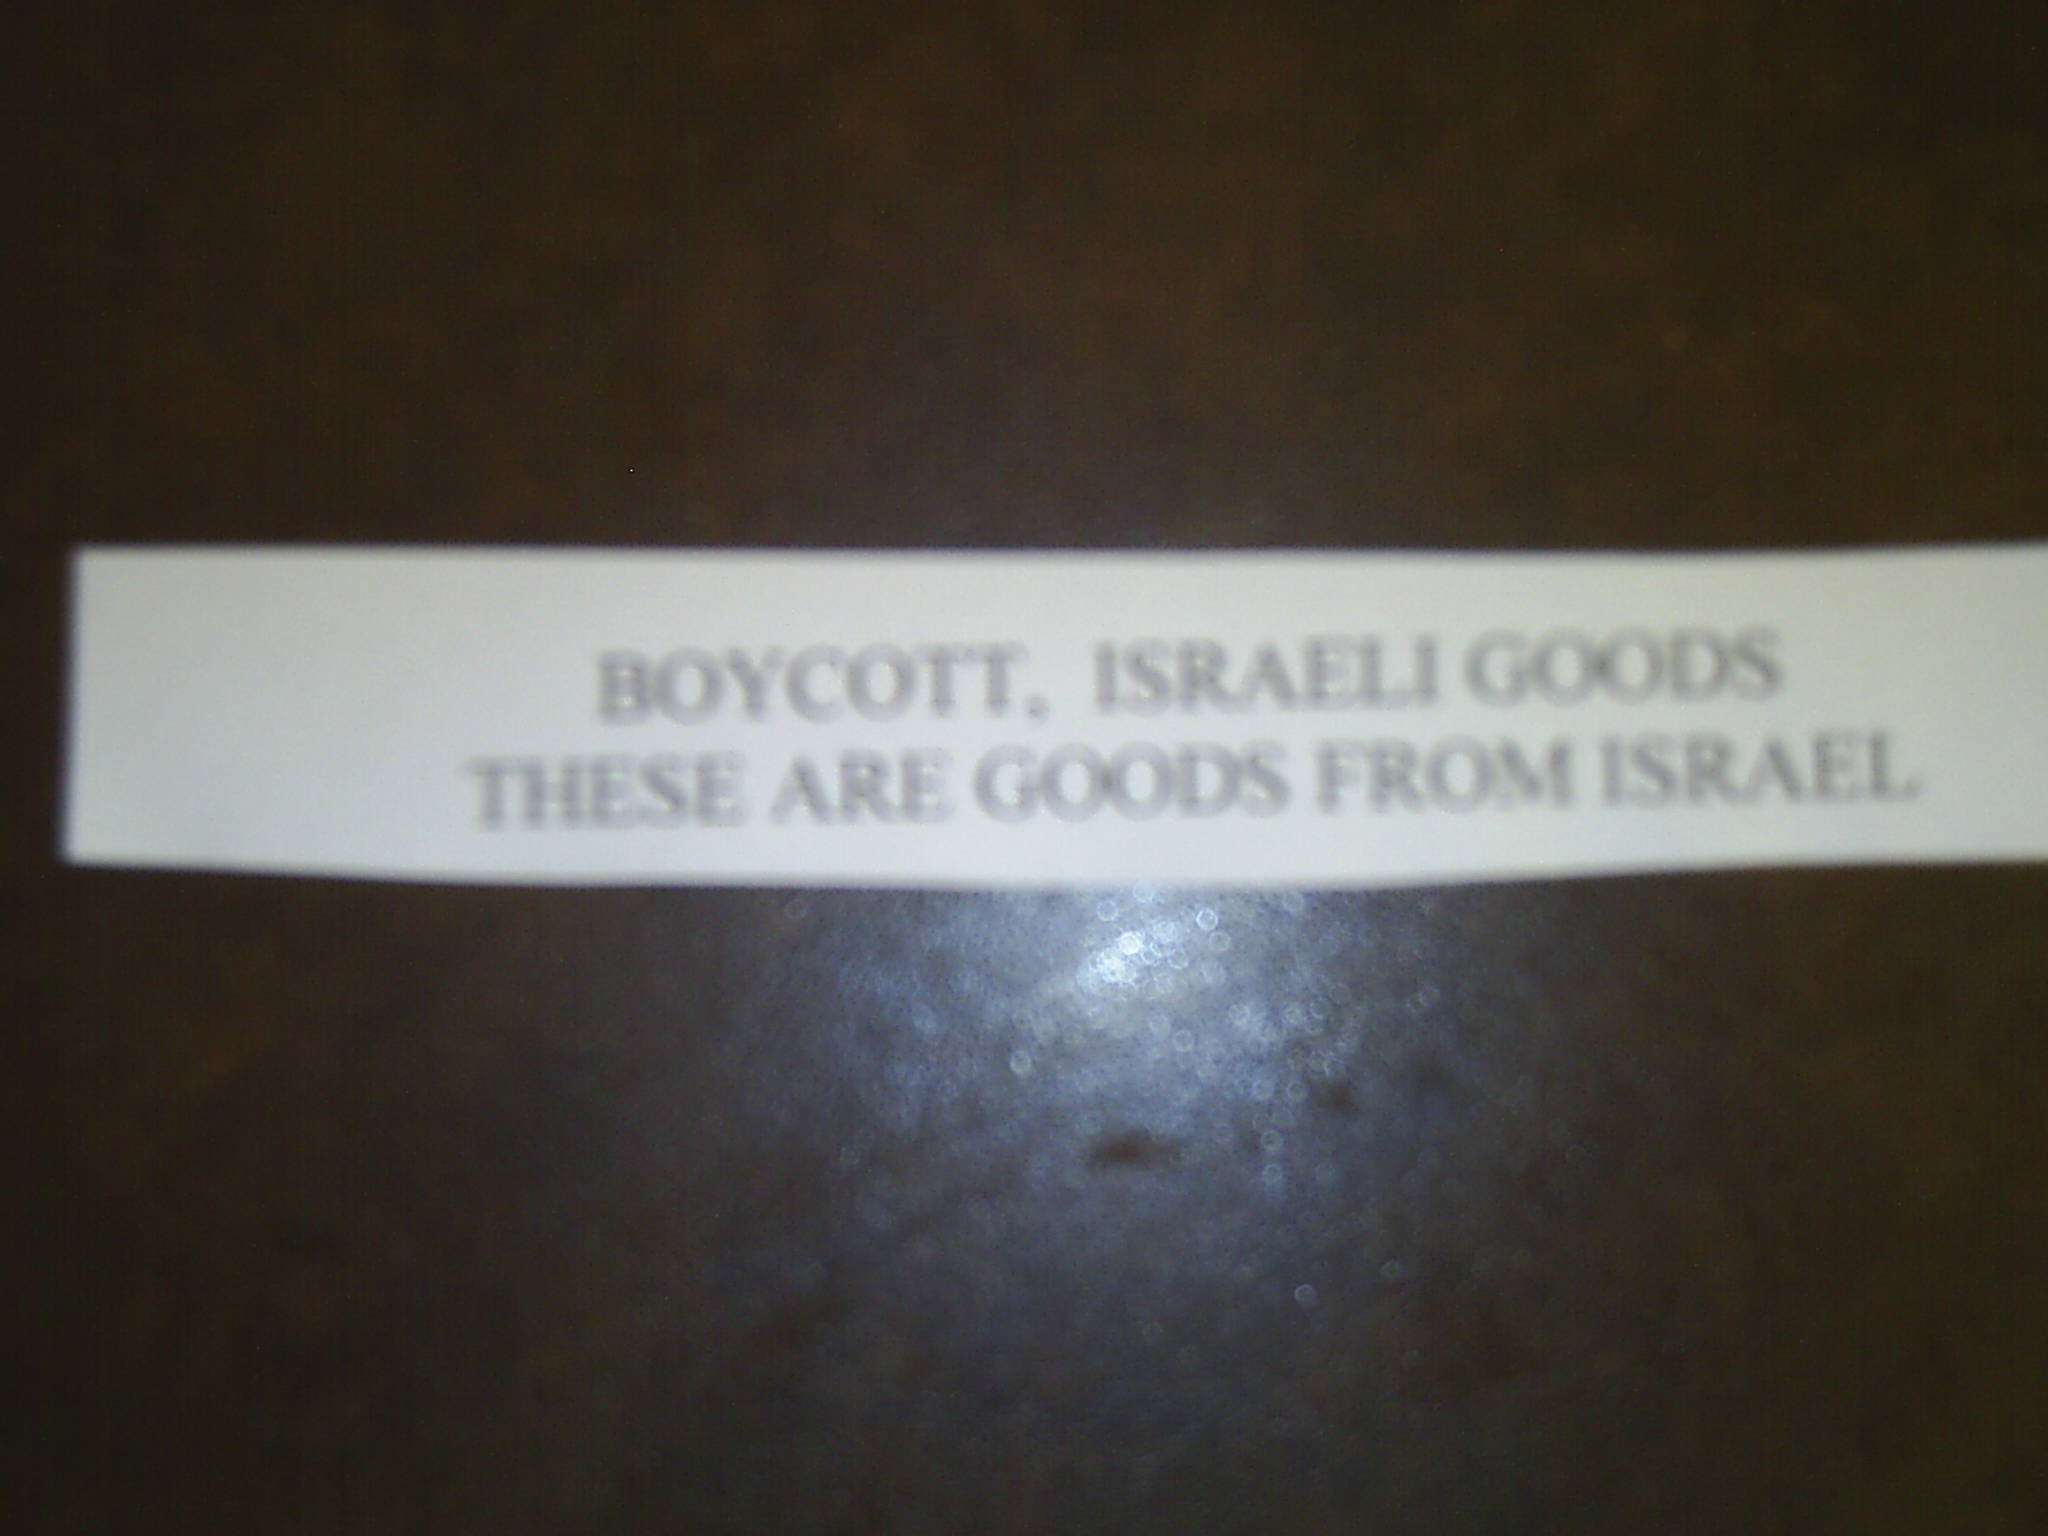 BOYCOTT, ISRAELI GOODS
THESE ARE GOODS FROM ISRAEL